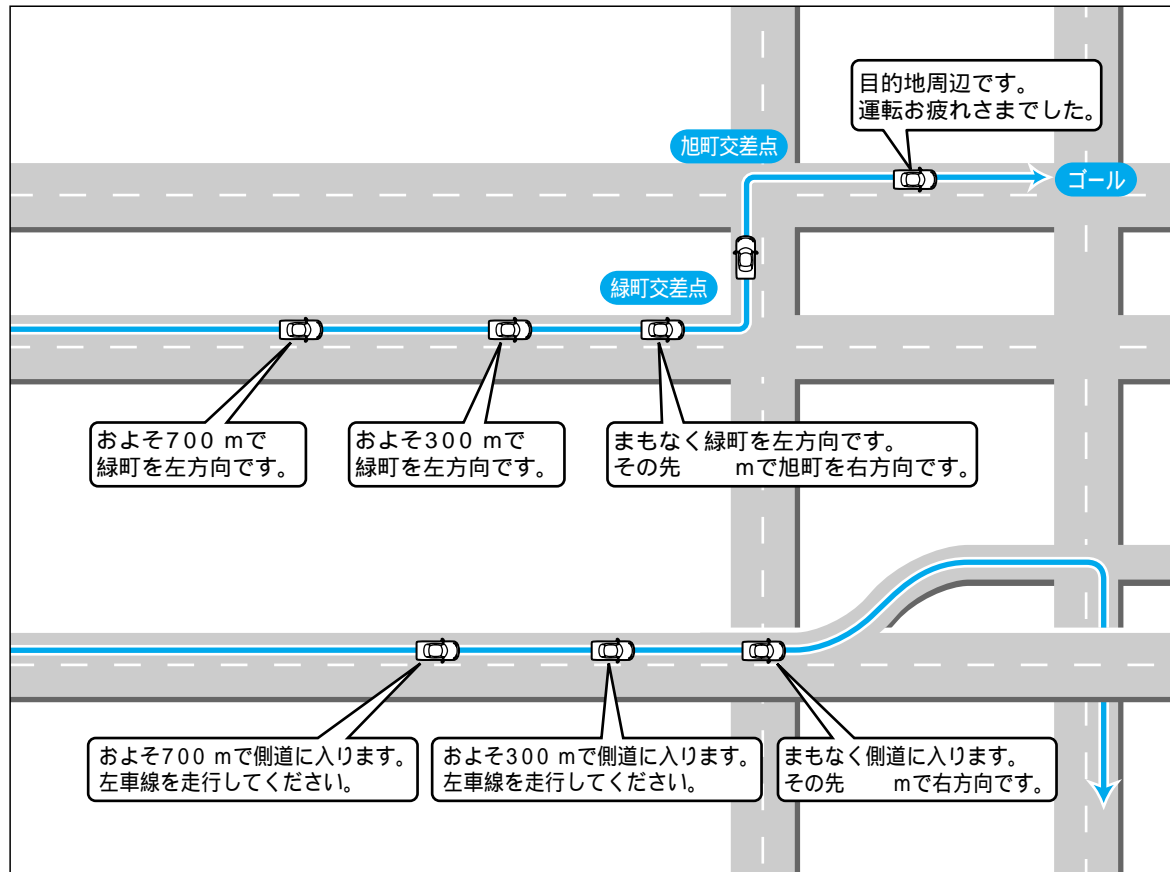 目的地周辺です。
運転お疲れさまでした。
旭町交差点
ゴール
緑町交差点
およそ700 mで
緑町を左方向です。
およそ300 mで
緑町を左方向です。
まもなく緑町を左方向です。
その先　　mで旭町を右方向です。
およそ700 mで側道に入ります。
左車線を走行してください。
およそ300 mで側道に入ります。
左車線を走行してください。
まもなく側道に入ります。
その先　　mで右方向です。